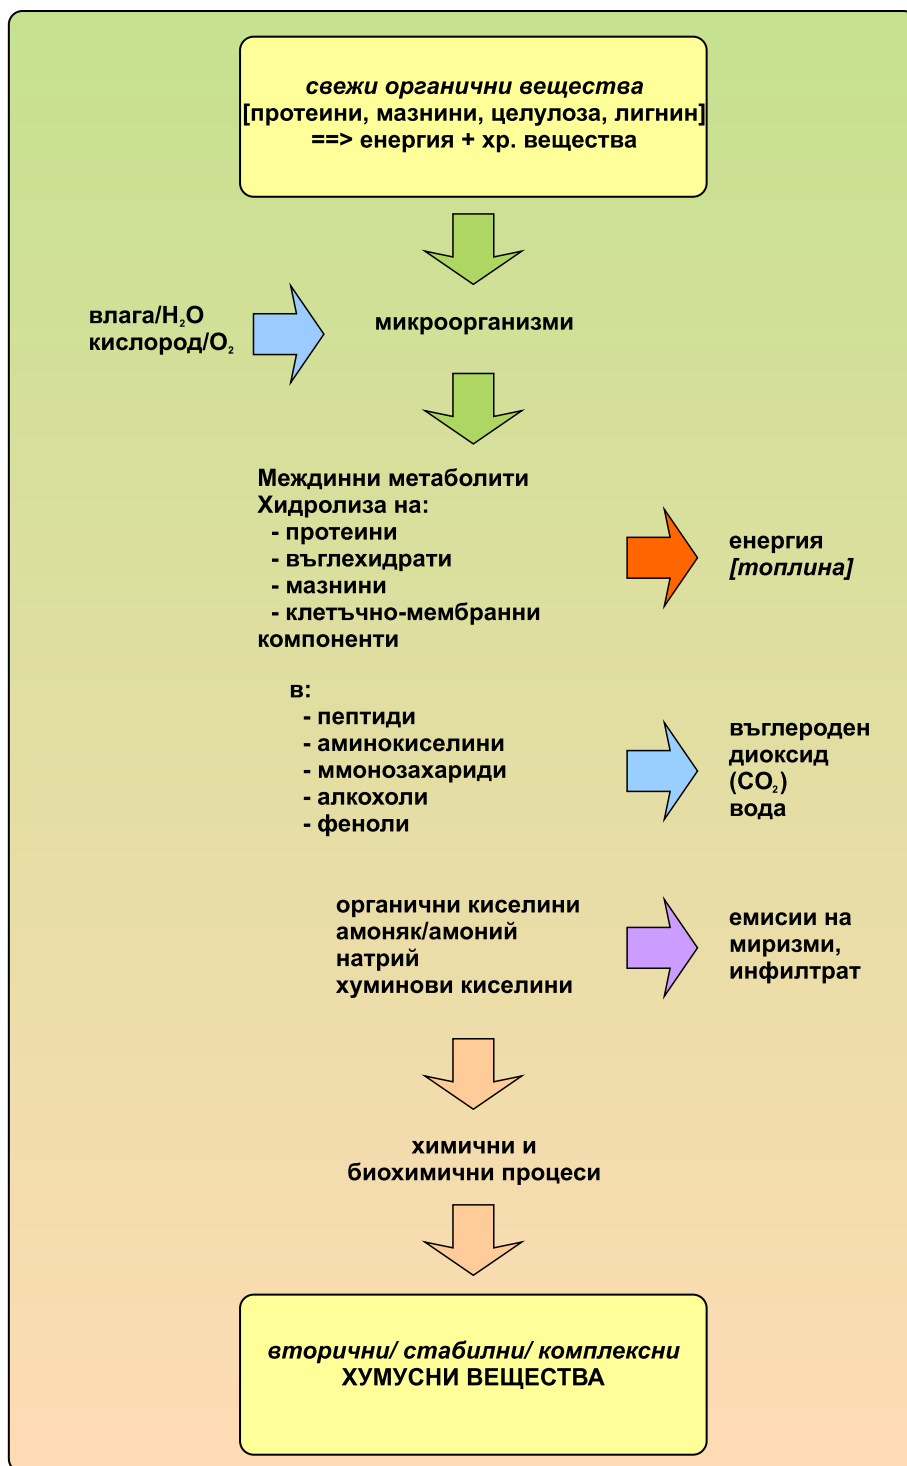 свежи органични вещества
[протеини, мазнини, целулоза, лигнин]
==> енергия + хр. вещества
влага/H₂O
кислород/O₂
микроорганизми
Междинни метаболити
Хидролиза на:
- протеини
- въглехидрати
- мазнини
- клетъчно-мембранни
компоненти
енергия
[топлина]
в:
- пептиди
- аминокиселини
- ммонозахариди
- алкохоли
- феноли
въглероден
диоксид
(CO₂)
вода
органични киселини
амоняк/амоний
натрий
хуминови киселини
емисии на
миризми,
инфилтрат
химични и
биохимични процеси
вторични/ стабилни/ комплексни
ХУМУСНИ ВЕЩЕСТВА